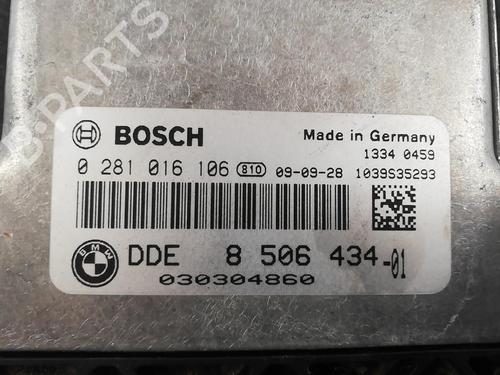 B-PARTS
BOSCH
Made in Germany
1334 0459
0 281 016 106 810 09-09-28 1039S35293
BMW
DDE 8 506 434-01
030304860